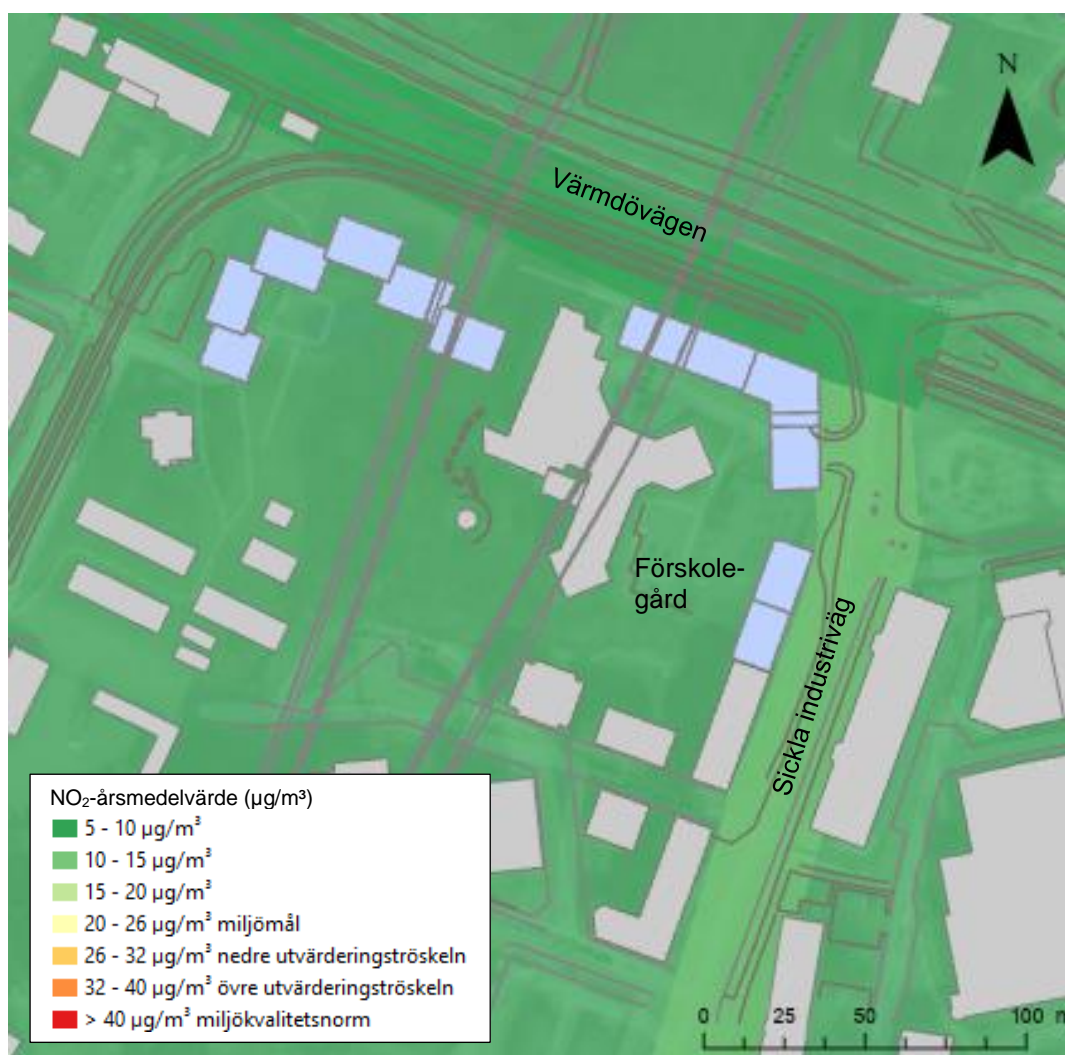 N
Värmdövägen
Förskole-
gård
Sickla industriväg
NO₂-årsmedelvärde (µg/m³)
5 - 10 µg/m³
10 - 15 µg/m³
15 - 20 µg/m³
20 - 26 µg/m³ miljömål
26 - 32 µg/m³ nedre utvärderingströskeln
32 - 40 µg/m³ övre utvärderingströskeln
> 40 µg/m³ miljökvalitetsnorm
0 25 50 100 m